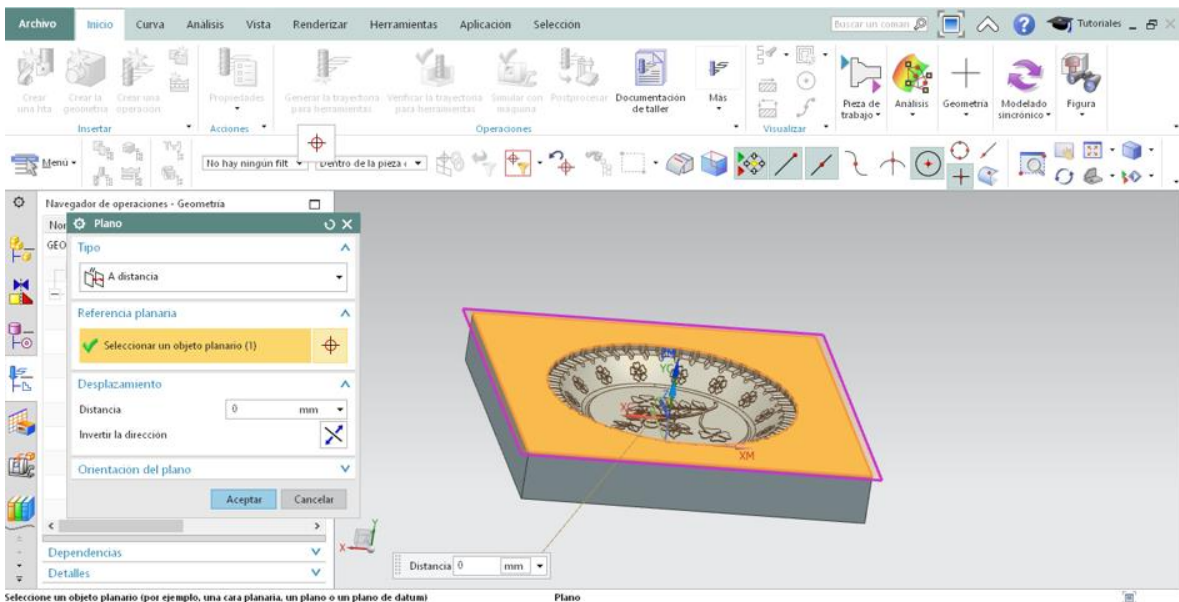 Archivo Inicio Curva Análisis Vista Renderizar Herramientas Aplicación Selección Buscar un coman Tutoriales
Crear una hta Crear la geometría Crear una operación Propiedades Generar la trayectoria para herramientas Verificar la trayectoria para herramientas Simular con máquina Postprocesar Documentación de taller Más Pieza de trabajo Análisis Geometría Modelado sincrónico Figura
Insertar Acciones Operaciones Visualizar
Menú No hay ningún filt Dentro de la pieza
Navegador de operaciones - Geometría
Plano
GEO
Tipo
A distancia
Referencia planaria
Seleccionar un objeto planario (1)
Desplazamiento
Distancia 0 mm
Invertir la dirección
Orientación del plano
Aceptar Cancelar
ZM
YC
XC
XM
Dependencias
Detalles
Y
X
Distancia 0 mm
Seleccione un objeto planario (por ejemplo, una cara planaria, un plano o un plano de datum) Plano